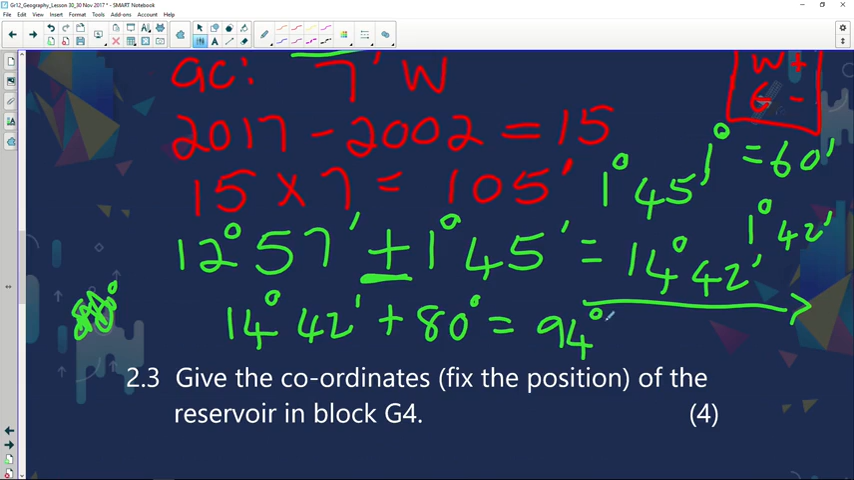 Gr12_Geography_Lesson 30_30 Nov 2017 * - SMART Notebook
File Edit View Insert Format Tools Add-ons Account Help
ac: 7' W
W +
E -
2017 - 2002 = 15
1° = 60'
15 x 7 = 105' 1° 45'
1° 42'
12° 57' + 1° 45' = 14° 42'
14° 42' + 80° = 94°
2.3 Give the co-ordinates (fix the position) of the
reservoir in block G4. (4)